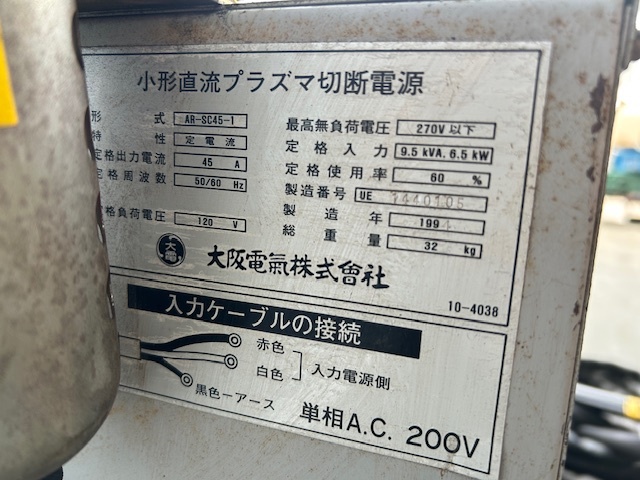 小形直流プラズマ切断電源
形 式 AR-SC45-1
特 性 定電流
定格出力電流 45 A
定格周波数 50/60 Hz
格負荷電圧 120 V
最高無負荷電圧 270V 以下
定格入力 9.5 kVA, 6.5 kW
定格使用率 60 %
製造番号 UE 1410105
製造年 199
総重量 32 kg
大電 大阪電氣株式會社
10-4038
入力ケーブルの接続
赤色
白色
入力電源側
黒色ーアース
単相A.C. 200V